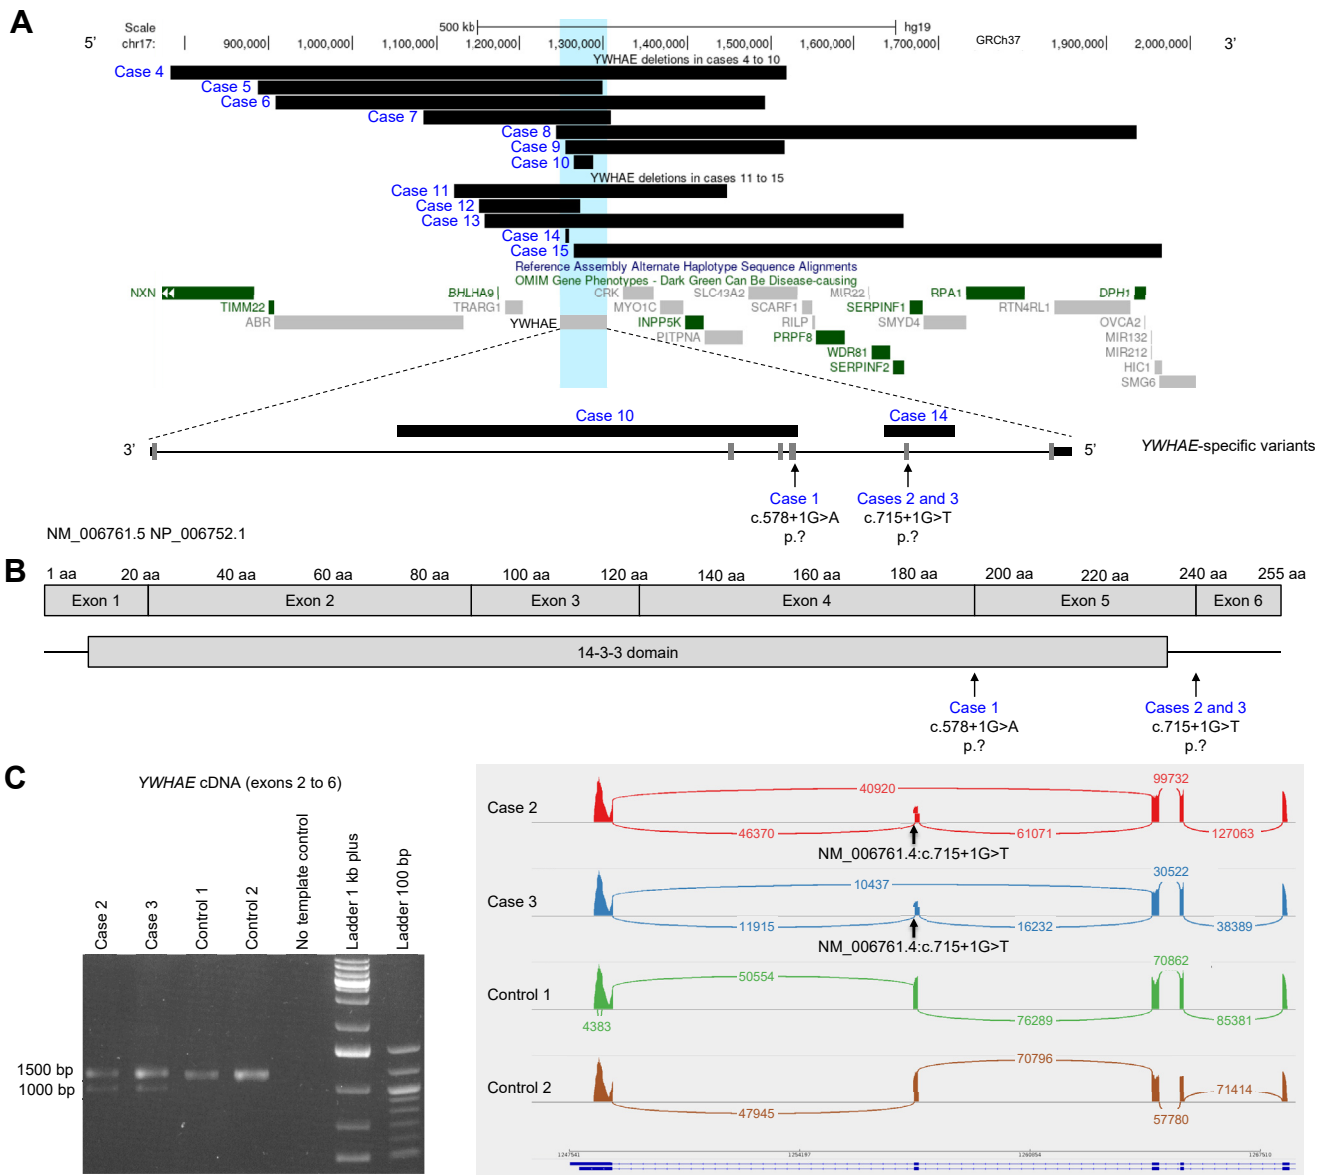 A
Scale
500 kb
hg19
5’
chr17:
900,000
1,000,000
1,100,000
1,200,000
1,300,000
1,400,000
1,500,000
1,600,000
1,700,000
GRCh37
1,900,000
2,000,000
3’
YWHAE deletions in cases 4 to 10
Case 4
Case 5
Case 6
Case 7
Case 8
Case 9
Case 10
YWHAE deletions in cases 11 to 15
Case 11
Case 12
Case 13
Case 14
Case 15
Reference Assembly Alternate Haplotype Sequence Alignments
OMIM Gene Phenotypes - Dark Green Can Be Disease-causing
NXN BHLHA9 CRK SLC43A2 MIR22 RPA1 DPH1
TIMM22 TRARG1 MYO1C SCARF1 SERPINF1 RTN4RL1
ABR YWHAE INPP5K RILP SMYD4 OVCA2
PITPNA PRPF8 MIR132
WDR81 MIR212
SERPINF2 HIC1
SMG6
Case 10
Case 14
3’
5’
YWHAE-specific variants
Case 1
c.578+1G>A
p.?
Cases 2 and 3
c.715+1G>T
p.?
NM_006761.5 NP_006752.1
B
1 aa 20 aa 40 aa 60 aa 80 aa 100 aa 120 aa 140 aa 160 aa 180 aa 200 aa 220 aa 240 aa 255 aa
Exon 1 Exon 2 Exon 3 Exon 4 Exon 5 Exon 6
14-3-3 domain
Case 1
c.578+1G>A
p.?
Cases 2 and 3
c.715+1G>T
p.?
C
YWHAE cDNA (exons 2 to 6)
Case 2
Case 3
Control 1
Control 2
No template control
Ladder 1 kb plus
Ladder 100 bp
1500 bp
1000 bp
Case 2
40920
99732
46370
61071
127063
NM_006761.4:c.715+1G>T
Case 3
10437
30522
11915
16232
38389
NM_006761.4:c.715+1G>T
Control 1
50554
70862
4383
76289
85381
Control 2
70796
71414
47945
57780
1247541
1254197
1260854
1267510